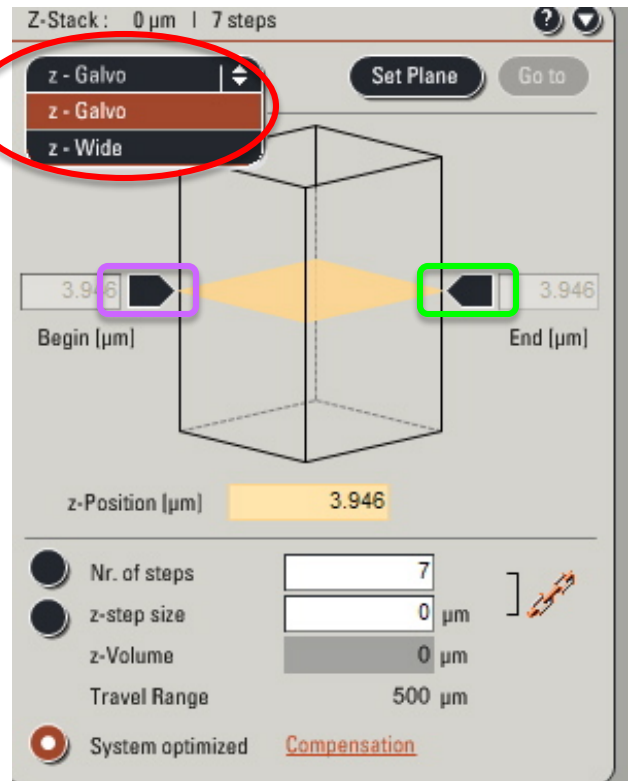 Z-Stack: 0 µm | 7 steps ?
z - Galvo Set Plane Go to
z - Galvo
z - Wide
3.946 3.946
Begin [µm] End [µm]
z-Position [µm] 3.946
Nr. of steps 7
z-step size 0 µm
z-Volume 0 µm
Travel Range 500 µm
System optimized Compensation